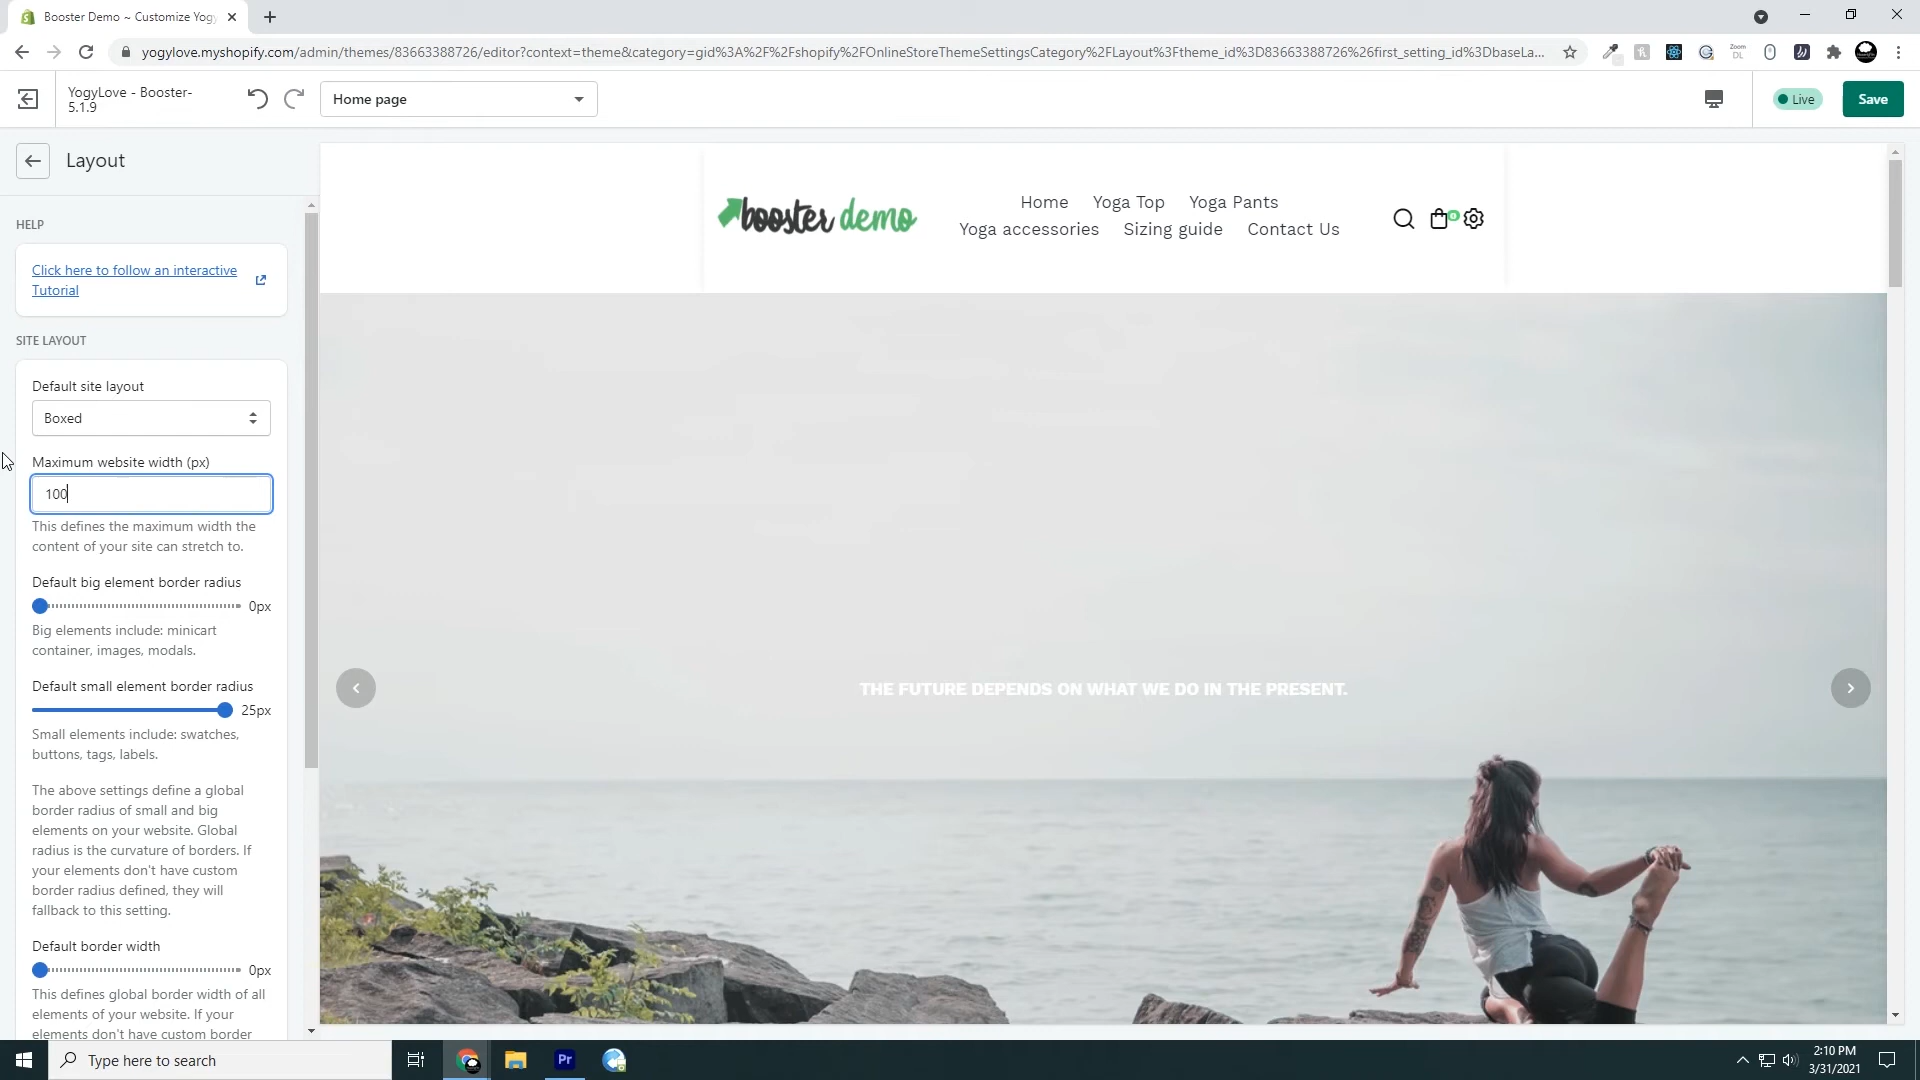 Booster Demo ~ Customize Yogy
yogylove.myshopify.com/admin/themes/83663388726/editor?context=theme&category=gid%3A%2F%2Fshopify%2FOnlineStoreThemeSettingsCategory%2FLayout%3Ftheme_id%3D83663388726%26first_setting_id%3DbaseLa...
Zoom
DL
YogyLove - Booster-
5.1.9
Home page
Live
Save
Layout
HELP
Click here to follow an interactive
Tutorial
SITE LAYOUT
Default site layout
Boxed
Maximum website width (px)
100
This defines the maximum width the
content of your site can stretch to.
Default big element border radius
0px
Big elements include: minicart
container, images, modals.
Default small element border radius
25px
Small elements include: swatches,
buttons, tags, labels.
The above settings define a global
border radius of small and big
elements on your website. Global
radius is the curvature of borders. If
your elements don't have custom
border radius defined, they will
fallback to this setting.
Default border width
0px
This defines global border width of all
elements of your website. If your
elements don't have custom border
booster demo
Home Yoga Top Yoga Pants
Yoga accessories Sizing guide Contact Us
0
THE FUTURE DEPENDS ON WHAT WE DO IN THE PRESENT.
Type here to search
Pr
2:10 PM
3/31/2021